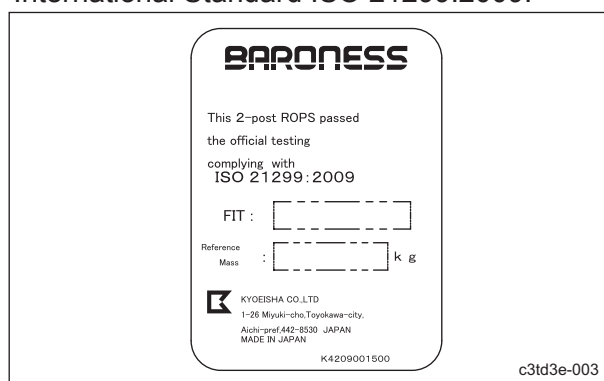 International Standard ISO 21299:2009.
BARONESS
This 2-post ROPS passed
the official testing
complying with
ISO 21299:2009
FIT :
Reference
Mass : kg
KYOEISHA CO.,LTD
1-26 Miyuki-cho,Toyokawa-city,
Aichi-pref,442-8530 JAPAN
MADE IN JAPAN
K4209001500
c3td3e-003